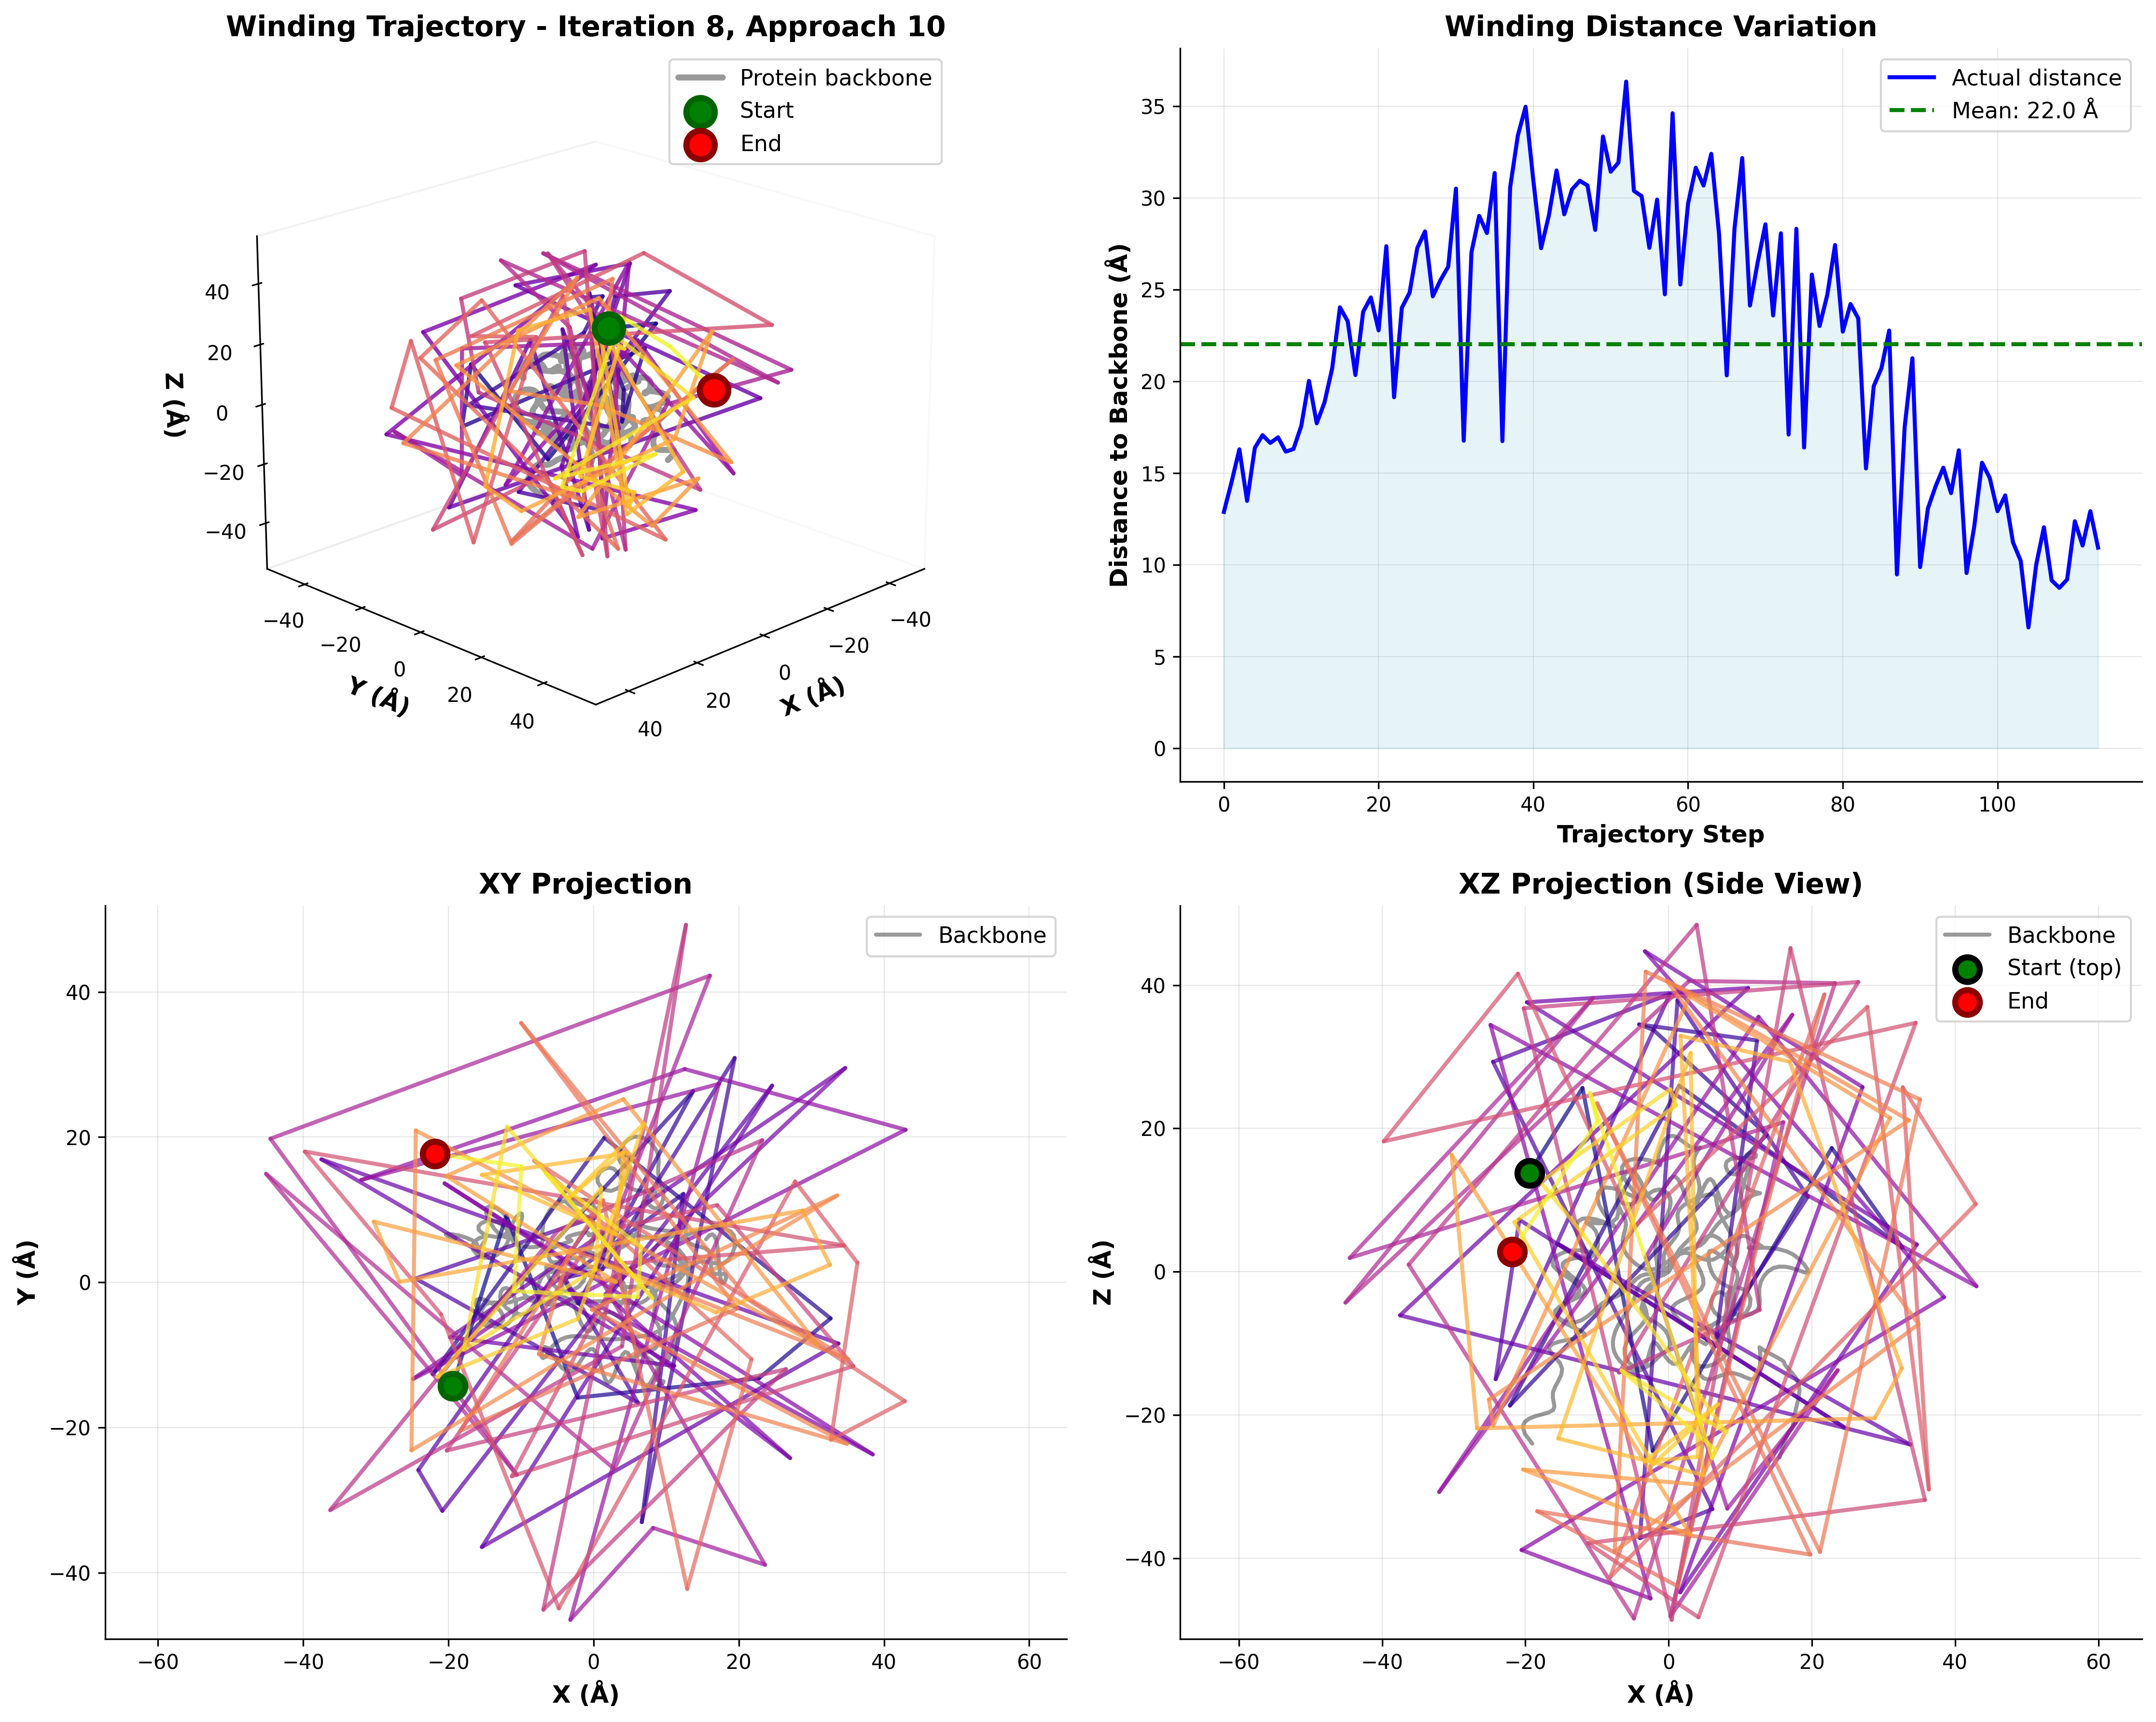 Winding Trajectory - Iteration 8, Approach 10
Protein backbone
Start
End
40
20
0
−20
−40
Z (Å)
−40
−20
0
20
40
Y (Å)
−40
−20
0
20
40
X (Å)
Winding Distance Variation
Actual distance
Mean: 22.0 Å
35
30
25
20
15
10
5
0
Distance to Backbone (Å)
0
20
40
60
80
100
Trajectory Step
XY Projection
Backbone
40
20
0
−20
−40
Y (Å)
−60
−40
−20
0
20
40
60
X (Å)
XZ Projection (Side View)
Backbone
Start (top)
End
40
20
0
−20
−40
Z (Å)
−60
−40
−20
0
20
40
60
X (Å)